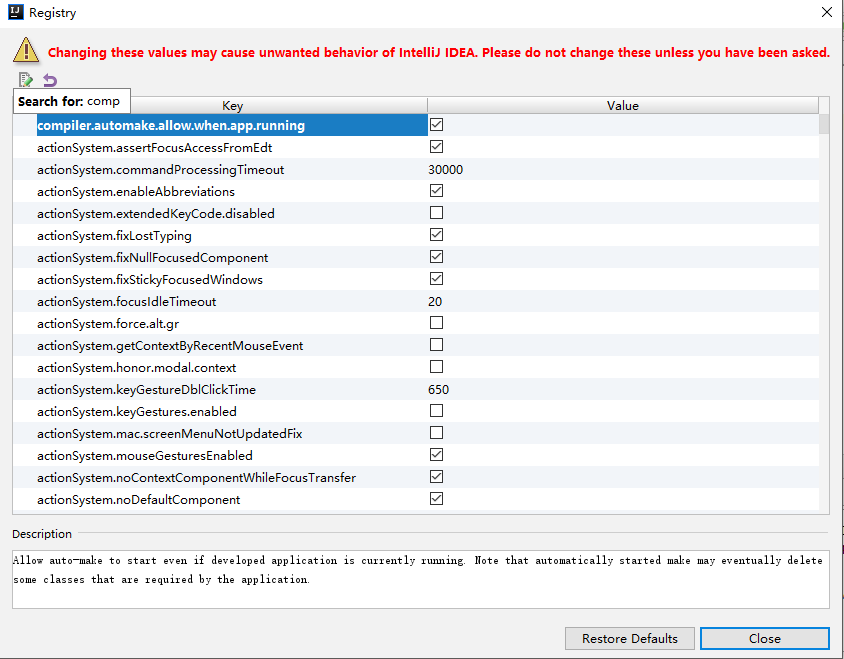 IJ Registry
Changing these values may cause unwanted behavior of IntelliJ IDEA. Please do not change these unless you have been asked.
Search for: comp
Key Value
compiler.automake.allow.when.app.running
actionSystem.assertFocusAccessFromEdt
actionSystem.commandProcessingTimeout 30000
actionSystem.enableAbbreviations
actionSystem.extendedKeyCode.disabled
actionSystem.fixLostTyping
actionSystem.fixNullFocusedComponent
actionSystem.fixStickyFocusedWindows
actionSystem.focusIdleTimeout 20
actionSystem.force.alt.gr
actionSystem.getContextByRecentMouseEvent
actionSystem.honor.modal.context
actionSystem.keyGestureDblClickTime 650
actionSystem.keyGestures.enabled
actionSystem.mac.screenMenuNotUpdatedFix
actionSystem.mouseGesturesEnabled
actionSystem.noContextComponentWhileFocusTransfer
actionSystem.noDefaultComponent
Description
Allow auto-make to start even if developed application is currently running. Note that automatically started make may eventually delete
some classes that are required by the application.
Restore Defaults Close